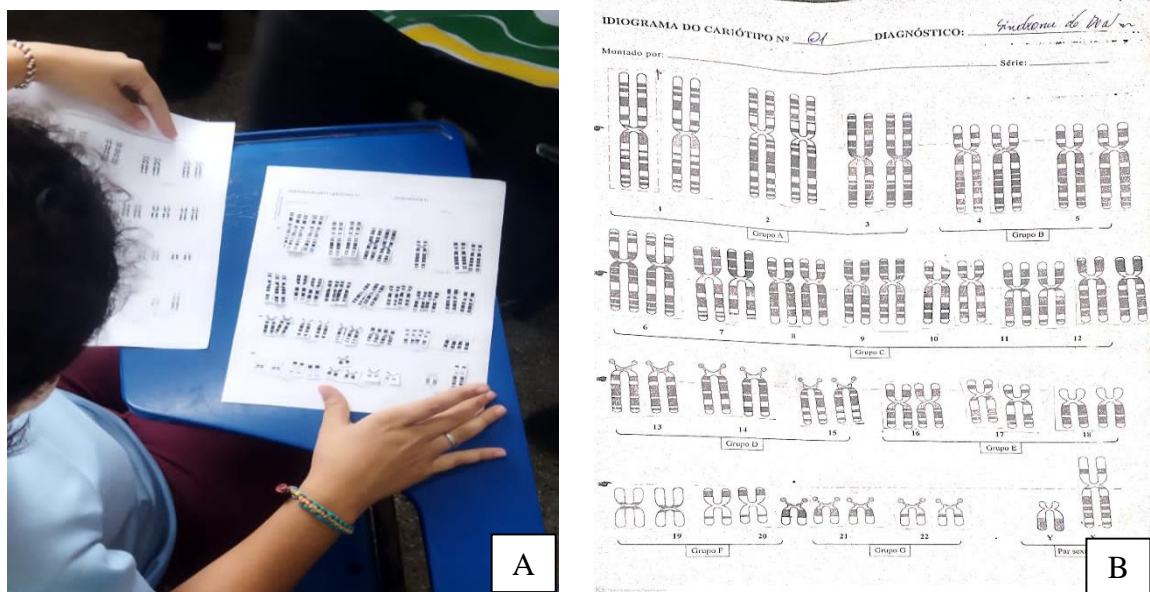 IDIOGRAMA DO CARIÓTIPO Nº 01 DIAGNÓSTICO: Síndrome de
Montado por: Série:
1 2 3 4 5
Grupo A Grupo B
6 7 8 9 10 11 12
Grupo C
13 14 15 16 17 18
Grupo D Grupo E
19 20 21 22 Y X
Grupo F Grupo G Par
A
B